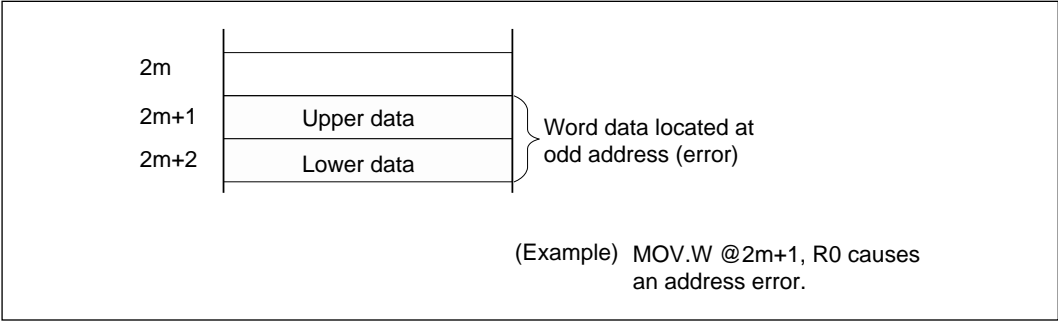 2m
2m+1
Upper data
2m+2
Lower data
Word data located at
odd address (error)
(Example) MOV.W @2m+1, R0 causes
an address error.